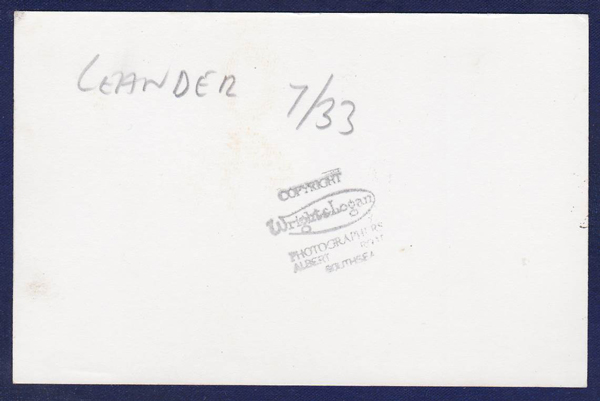 LEANDER 7/33
COPYRIGHT
Wright & Logan
PHOTOGRAPHERS
ALBERT
SOUTHSEA